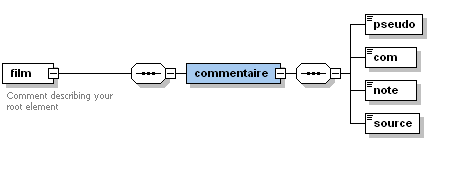 film
Comment describing your
root element
commentaire
pseudo
com
note
source